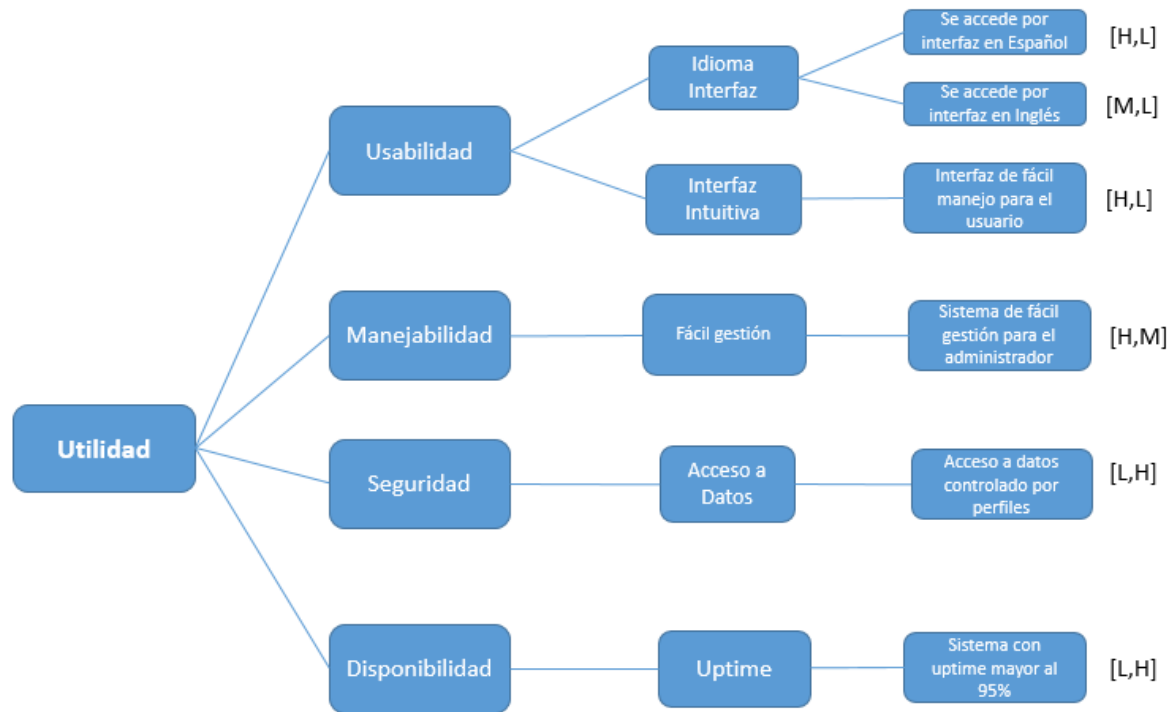 Utilidad
Usabilidad
Idioma
Interfaz
Se accede por
interfaz en Español
[H,L]
Se accede por
interfaz en Inglés
[M,L]
Interfaz
Intuitiva
Interfaz de fácil
manejo para el
usuario
[H,L]
Manejabilidad
Fácil gestión
Sistema de fácil
gestión para el
administrador
[H,M]
Seguridad
Acceso a
Datos
Acceso a datos
controlado por
perfiles
[L,H]
Disponibilidad
Uptime
Sistema con
uptime mayor al
95%
[L,H]